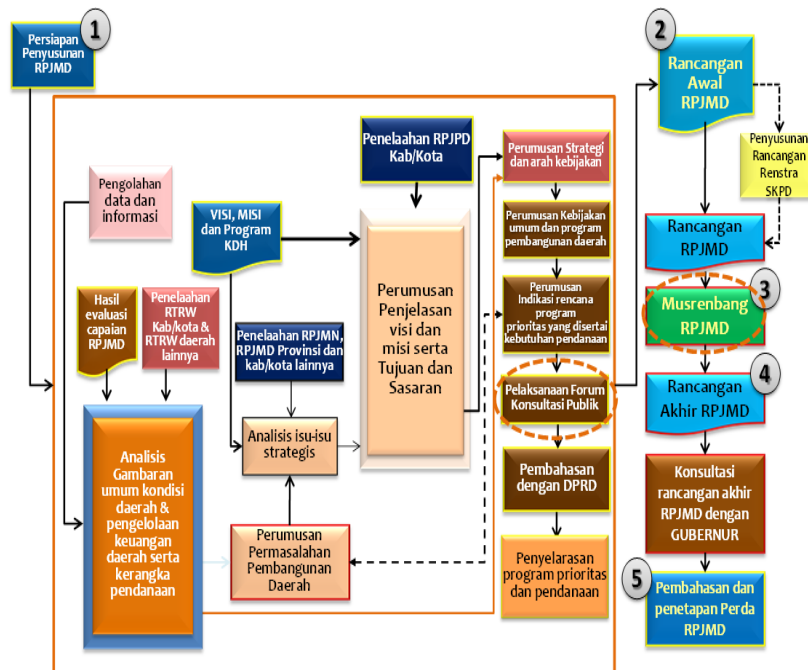 1
Persiapan
Penyusunan
RPJMD
Pengolahan
data dan
informasi
Hasil
evaluasi
capaian
RPJMD
Penelaahan
RTRW
Kab/kota &
RTRW daerah
lainnya
Analisis
Gambaran
umum kondisi
daerah &
pengelolaan
keuangan
daerah serta
kerangka
pendanaan
VISI, MISI
dan Program
KDH
Penelaahan RPJMN,
RPJMD Provinsi dan
kab/kota lainnya
Analisis isu-isu
strategis
Perumusan
Permasalahan
Pembangunan
Daerah
Penelaahan RPJPD
Kab/Kota
Perumusan
Penjelasan
visi dan
misi serta
Tujuan dan
Sasaran
Perumusan Strategi
dan arah kebijakan
Perumusan Kebijakan
umum dan program
pembangunan daerah
Perumusan
Indikasi rencana
program
prioritas yang disertai
kebutuhan pendanaan
Pelaksanaan Forum
Konsultasi Publik
Pembahasan
dengan DPRD
Penyelarasan
program prioritas
dan pendanaan
2
Rancangan
Awal
RPJMD
Penyusunan
Rancangan
Renstra
SKPD
Rancangan
RPJMD
3
Musrenbang
RPJMD
4
Rancangan
Akhir RPJMD
Konsultasi
rancangan akhir
RPJMD dengan
GUBERNUR
5
Pembahasan dan
penetapan Perda
RPJMD